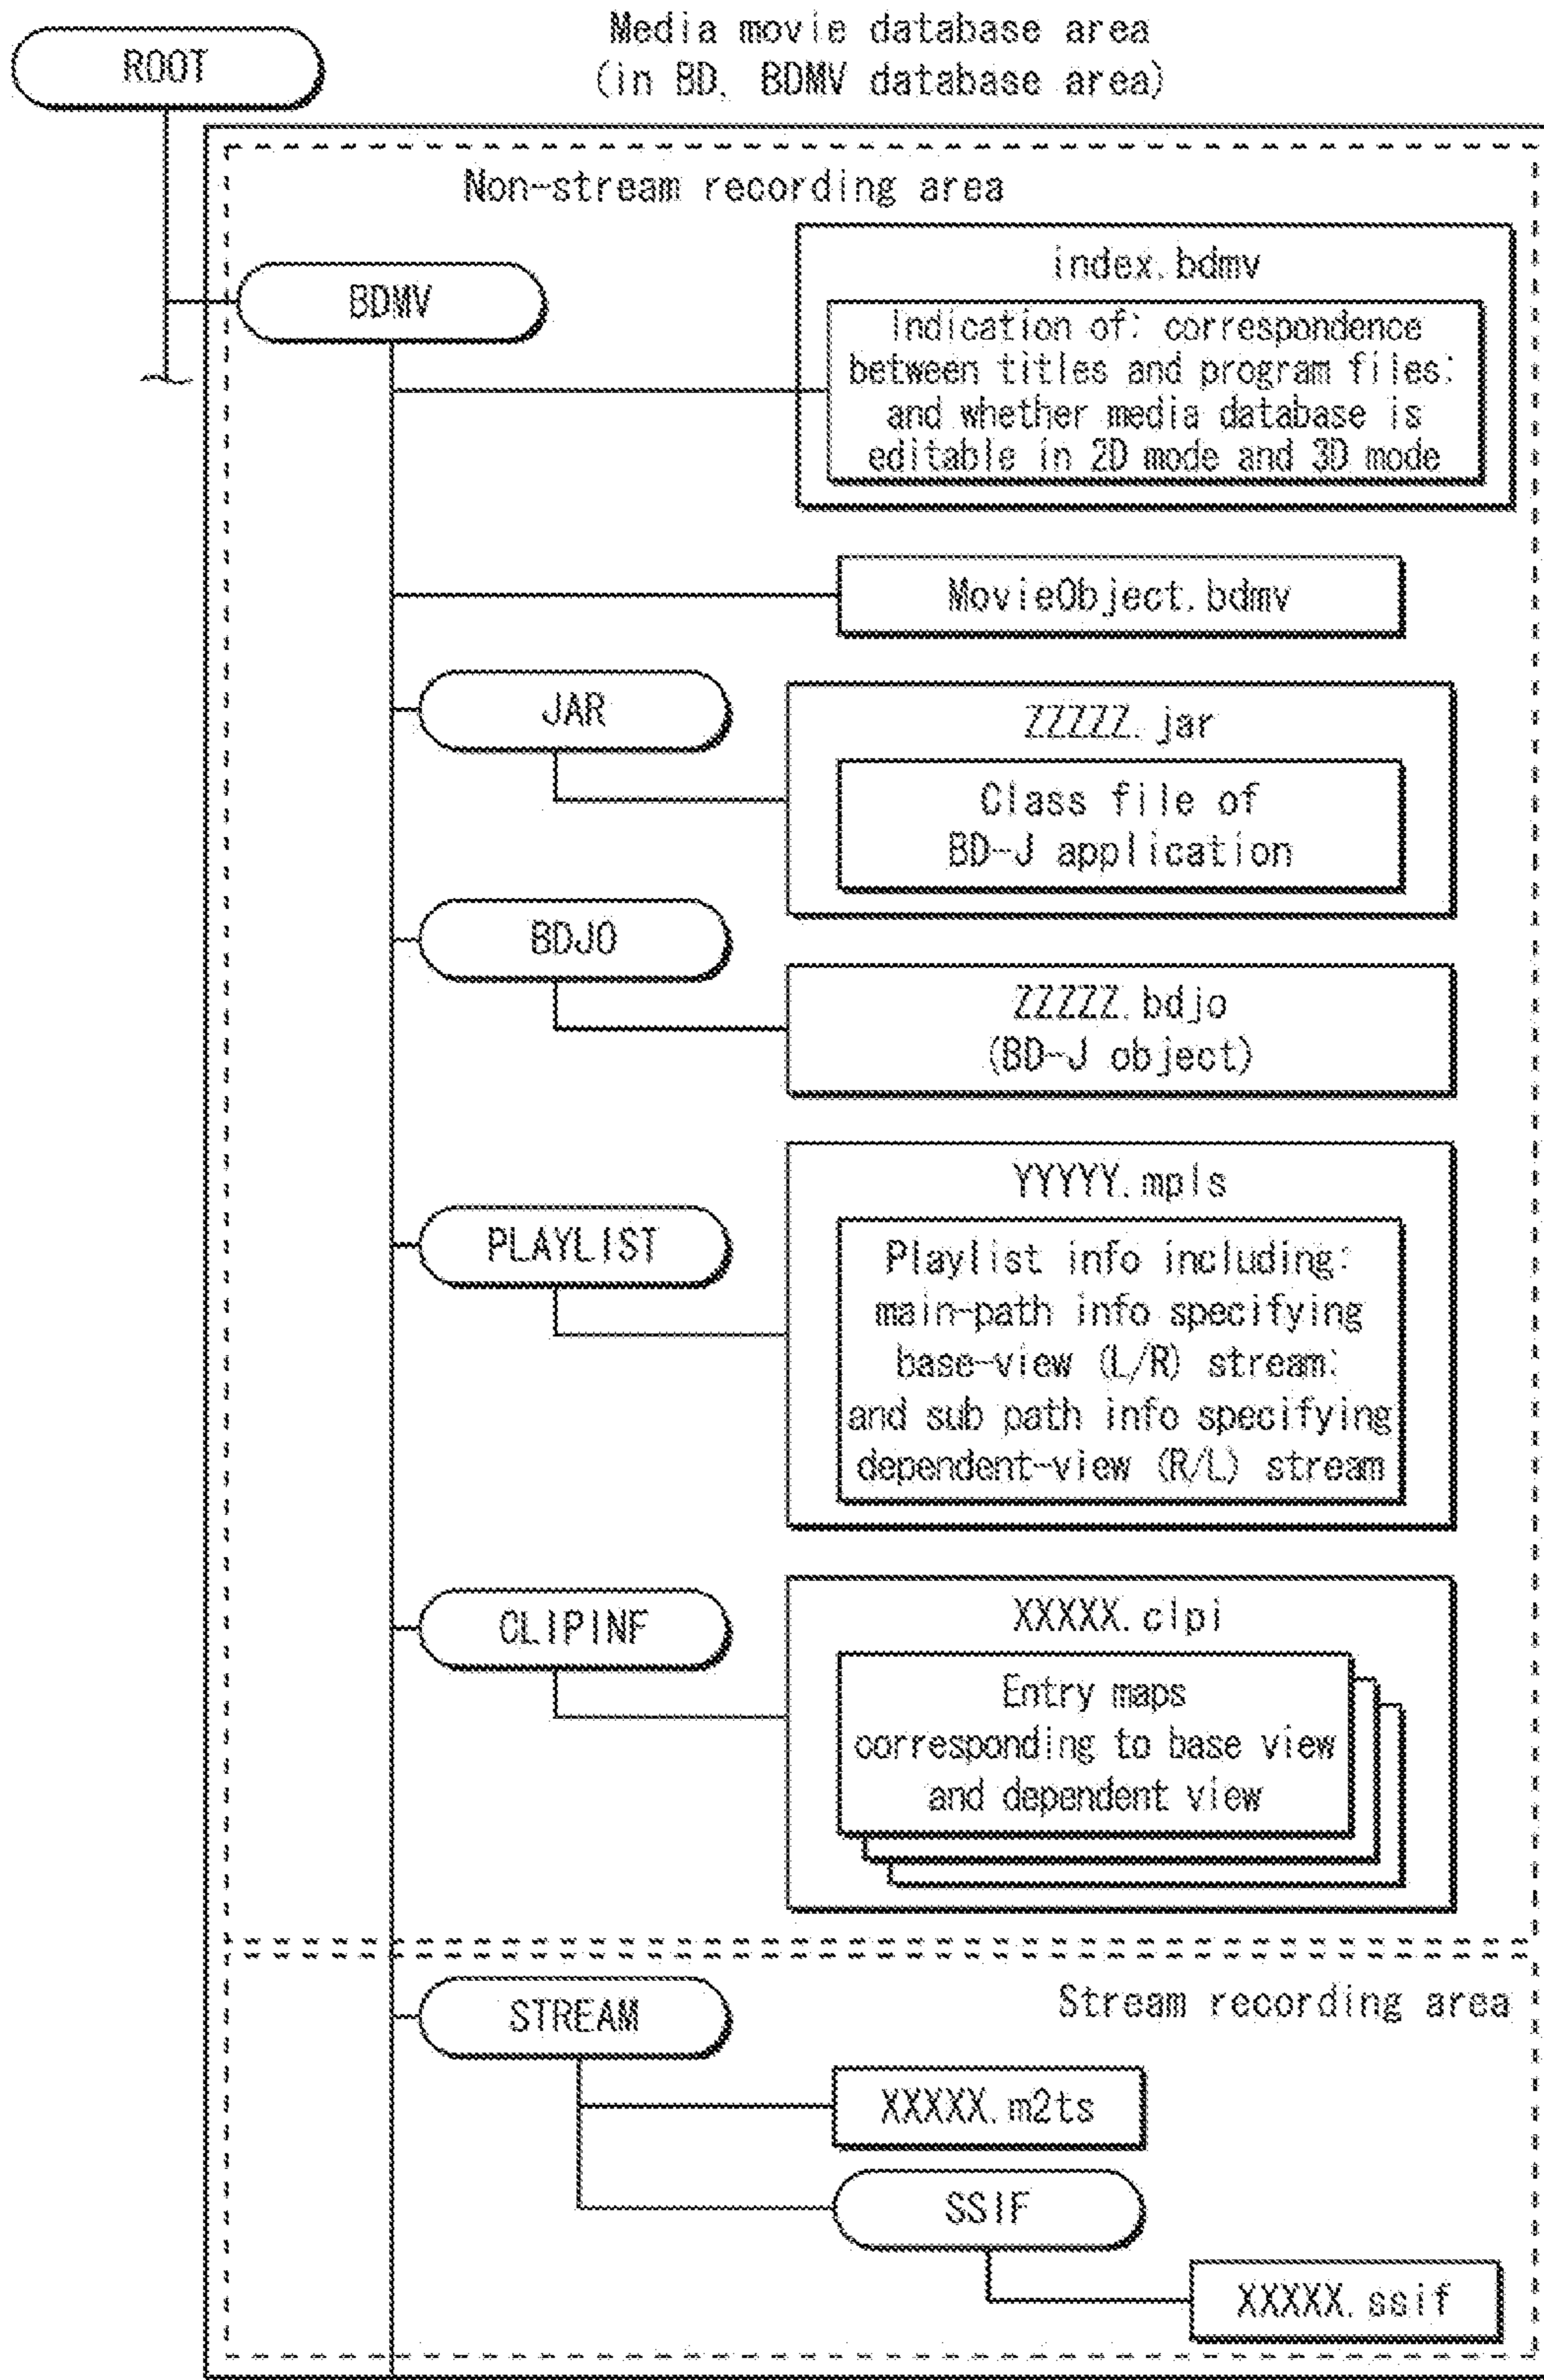 ROOT
Media movie database area
(in BD, BDMV database area)
Non-stream recording area
BDMV
index.bdmv
Indication of: correspondence
between titles and program files:
and whether media database is
editable in 2D mode and 3D mode
MovieObject.bdmv
JAR
ZZZZZ.jar
Class file of
BD-J application
BDJO
ZZZZZ.bdjo
(BD-J object)
PLAYLIST
YYYYY.mpls
Playlist info including:
main-path info specifying
base-view (L/R) stream:
and sub path info specifying
dependent-view (R/L) stream
CLIPINF
XXXXX.clpi
Entry maps
corresponding to base view
and dependent view
STREAM
Stream recording area
XXXXX.m2ts
SSIF
XXXXX.ssif